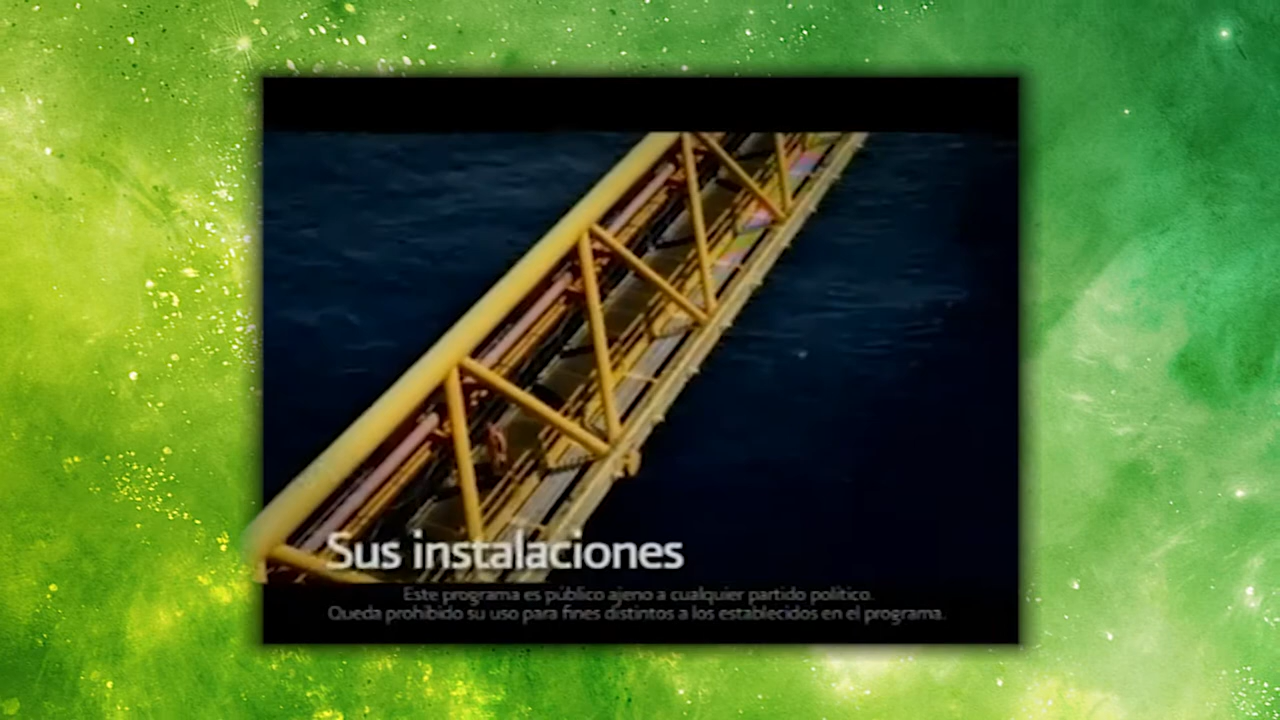 Sus instalaciones
Este programa es público ajeno a cualquier partido político.
Queda prohibido su uso para fines distintos a los establecidos en el programa.